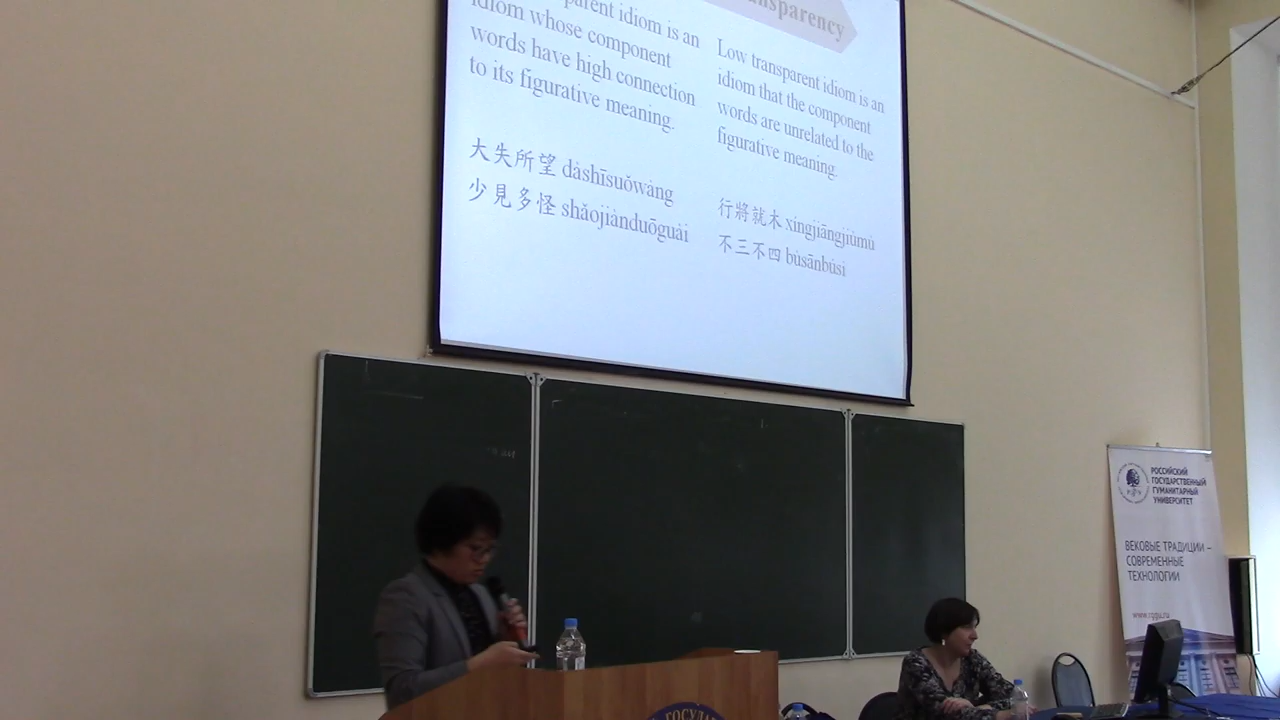 idiom is an
idiom whose component
words have high connection
to its figurative meaning.
大失所望 dàshīsuǒwàng
少見多怪 shǎojiànduōguài
Low transparent idiom is an
idiom that the component
words are unrelated to the
figurative meaning.
行將就木 xíngjiāngjiùmù
不三不四 bùsānbùsì
РОССИЙСКИЙ
ГОСУДАРСТВЕННЫЙ
ГУМАНИТАРНЫЙ
УНИВЕРСИТЕТ
ВЕКОВЫЕ ТРАДИЦИИ –
СОВРЕМЕННЫЕ
ТЕХНОЛОГИИ
www.rggu.ru